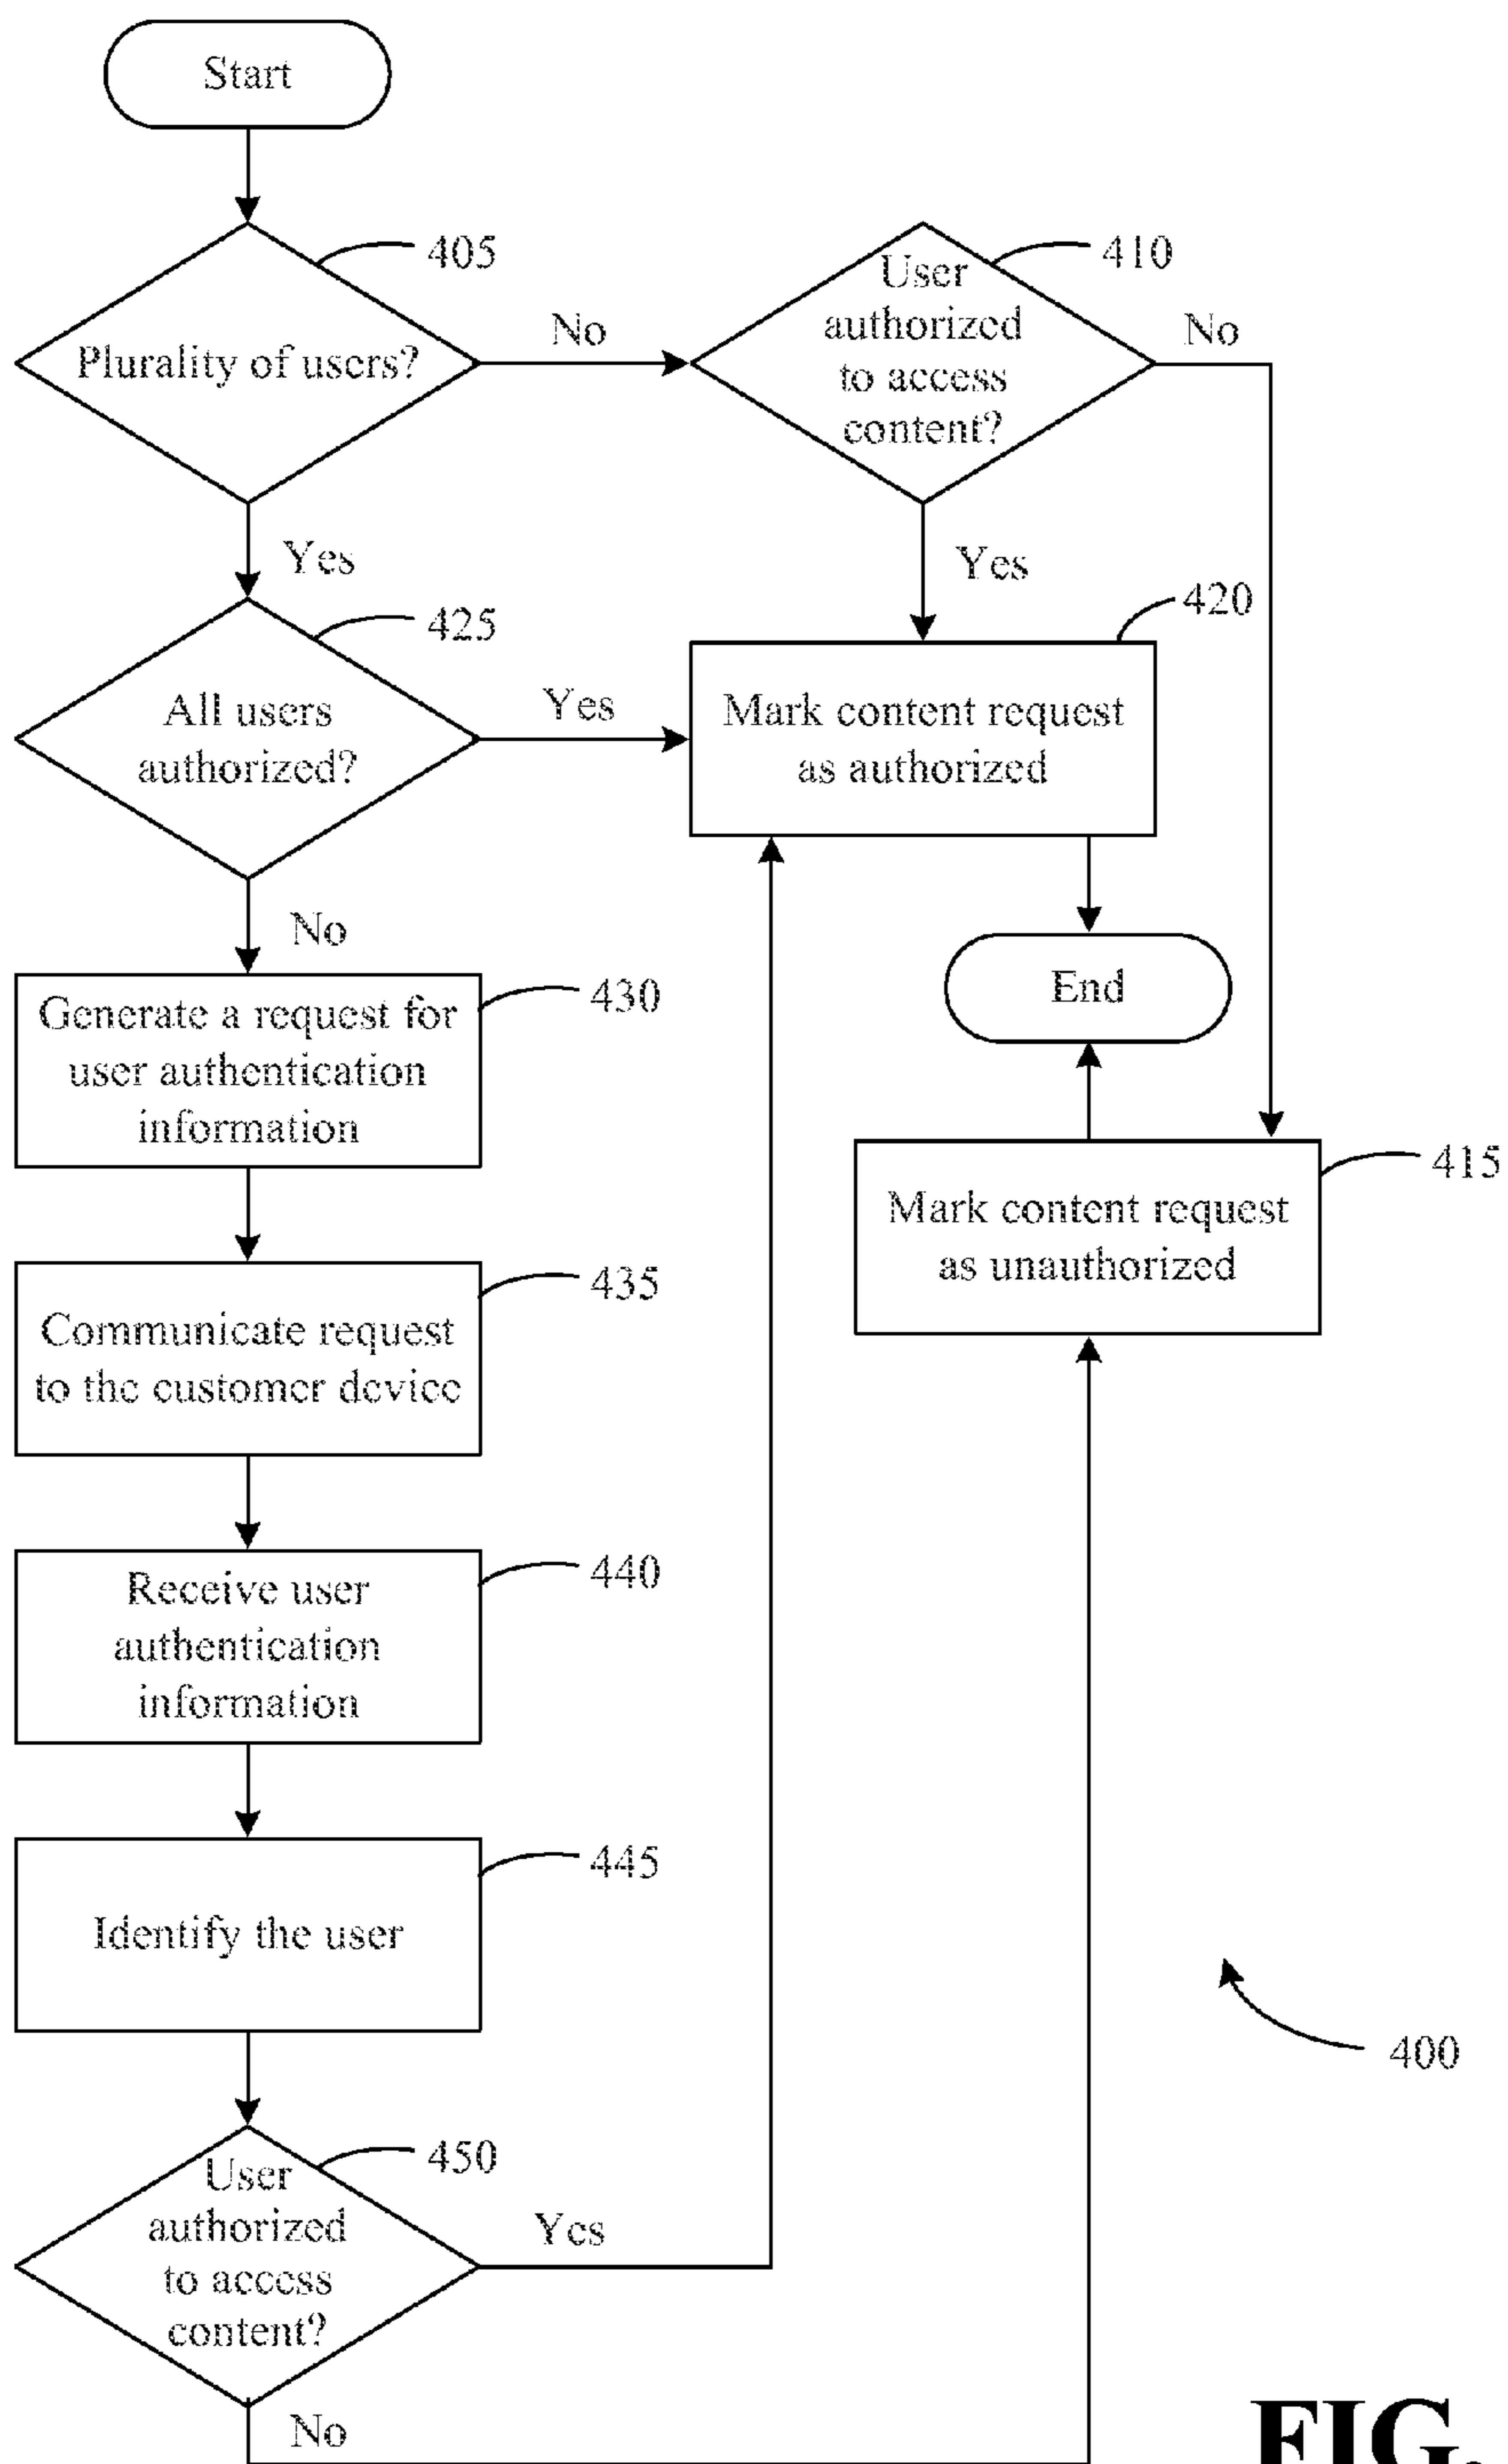 Start
405
Plurality of users?
No
410
User
authorized
to access
content?
No
Yes
Yes
425
All users
authorized?
Yes
420
Mark content request
as authorized
No
End
430
Generate a request for
user authentication
information
415
Mark content request
as unauthorized
435
Communicate request
to the customer device
440
Receive user
authentication
information
445
Identify the user
400
450
User
authorized
to access
content?
Yes
No
FIG.